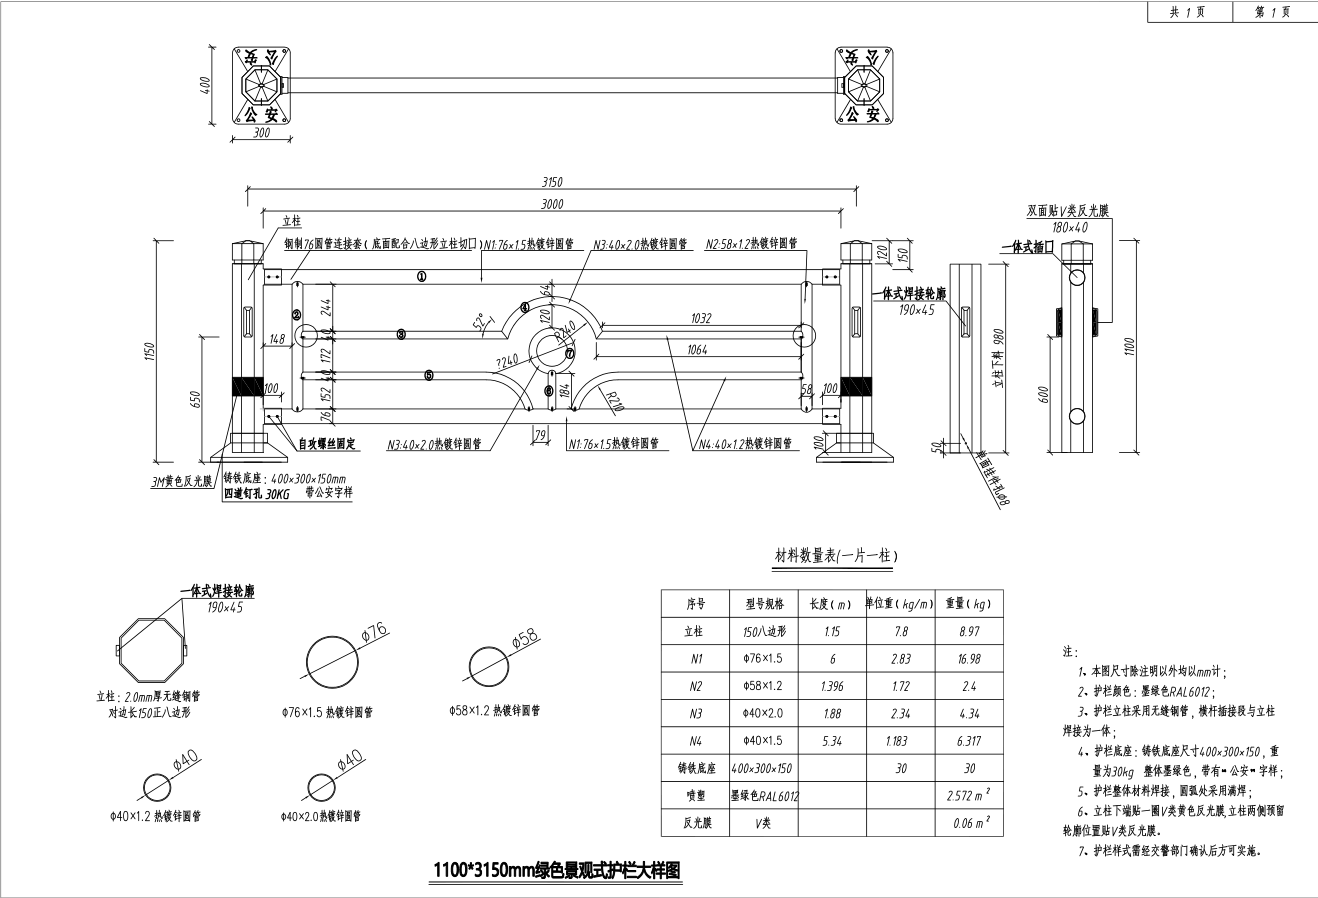 共 1 页 第 1 页
安 公
安 公
400
公 安
公 安
300
3150
3000
立柱
双面贴V类反光膜
180×40
钢制76圆管连接套( 底面配合八边形立柱切口) N1:76×1.5热镀锌圆管 N3:40×2.0热镀锌圆管 N2:58×1.2热镀锌圆管
一体式插口
120
150
①
64
一体式焊接轮廓
190×45
244
②
④
120
52°
1032
R240
1150
148
40
③
172
⑦
1064
立柱下料 980
1100
?240
⑤
40
650
600
100
152
⑥
184
R210
58
100
76
79
100
50
自攻螺丝固定
N3:40×2.0热镀锌圆管
N1:76×1.5热镀锌圆管
N4:40×1.2热镀锌圆管
单面挂件孔Φ8
3M黄色反光膜
铸铁底座: 400×300×150mm
四道钉孔 30KG 带公安字样
材料数量表(一片一柱)
序号 型号规格 长度(m) 单位重(kg/m) 重量(kg)
立柱 150八边形 1.15 7.8 8.97
N1 Φ76×1.5 6 2.83 16.98
N2 Φ58×1.2 1.396 1.72 2.4
N3 Φ40×2.0 1.88 2.34 4.34
N4 Φ40×1.5 5.34 1.183 6.317
铸铁底座 400×300×150 30 30
喷塑 墨绿色RAL6012 2.572 m²
反光膜 V类 0.06 m²
一体式焊接轮廓
190×45
立柱: 2.0mm厚无缝钢管
对边长150正八边形
Φ76
Φ76×1.5 热镀锌圆管
Φ58
Φ58×1.2 热镀锌圆管
Φ40
Φ40×1.2 热镀锌圆管
Φ40
Φ40×2.0热镀锌圆管
注:
1、本图尺寸除注明以外均以mm计;
2、护栏颜色: 墨绿色RAL6012;
3、护栏立柱采用无缝钢管, 横杆插接段与立柱
焊接为一体;
4、护栏底座: 铸铁底座尺寸400×300×150, 重
量为30kg 整体墨绿色, 带有"公安"字样;
5、护栏整体材料焊接, 圆弧处采用满焊;
6、立柱下端贴一圈V类黄色反光膜,立柱两侧预留
轮廓位置贴V类反光膜。
7、护栏样式需经交警部门确认后方可实施。
1100*3150mm绿色景观式护栏大样图